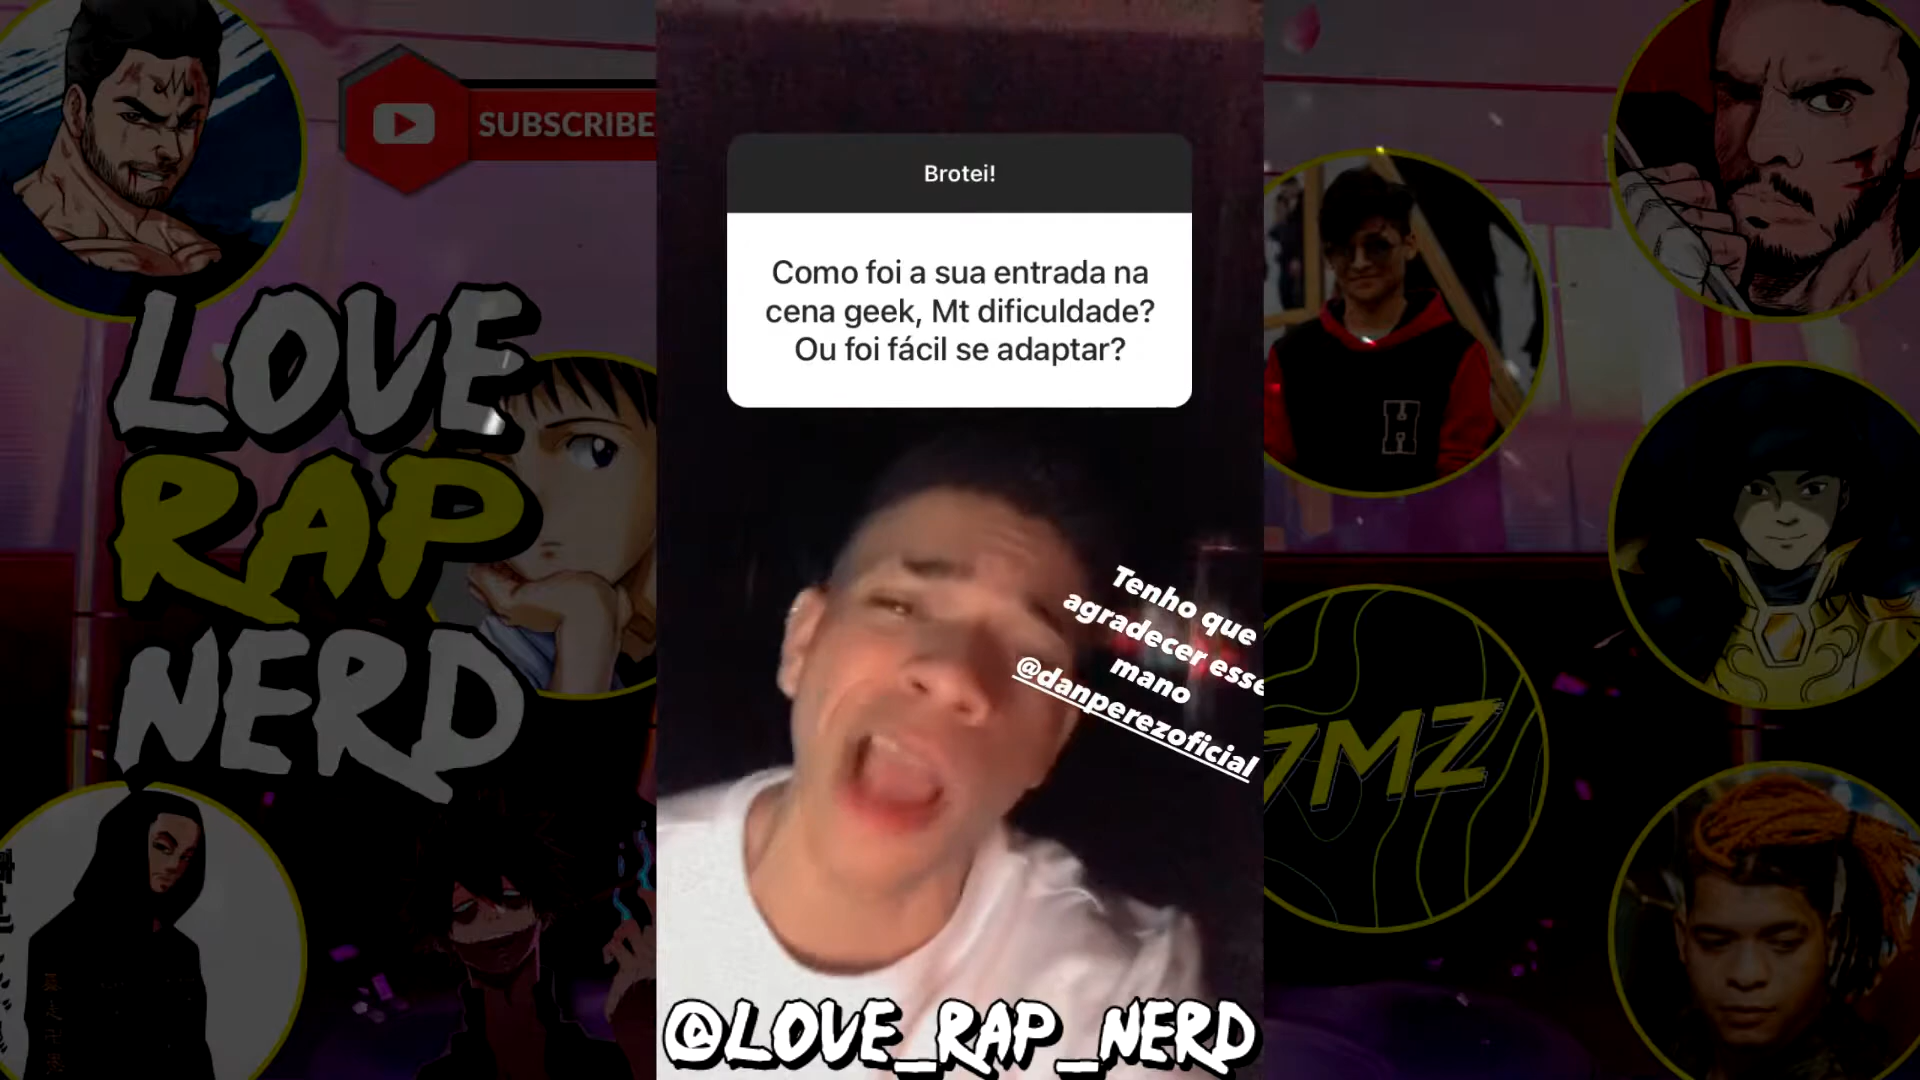 SUBSCRIBE
LOVE
RAP
NERD
Brotei!
Como foi a sua entrada na
cena geek, Mt dificuldade?
Ou foi fácil se adaptar?
Tenho que
agradecer esse
mano
@danperezoficial
H
7MZ
@LOVE_RAP_NERD